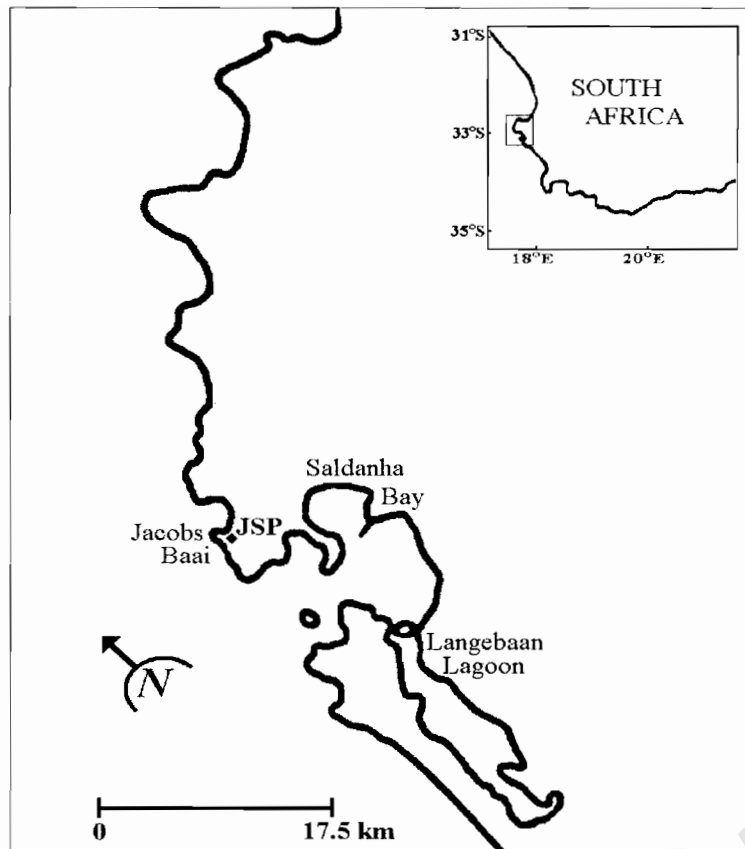 31°S
SOUTH
AFRICA
33°S
35°S
18°E
20°E
Saldanha
Bay
Jacobs
Baai
JSP
Langebaan
Lagoon
N
0
17.5 km